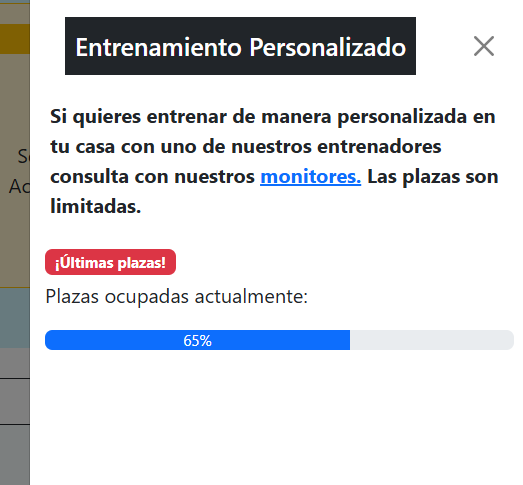 Entrenamiento Personalizado
Si quieres entrenar de manera personalizada en
tu casa con uno de nuestros entrenadores
consulta con nuestros monitores. Las plazas son
limitadas.
¡Últimas plazas!
Plazas ocupadas actualmente:
65%